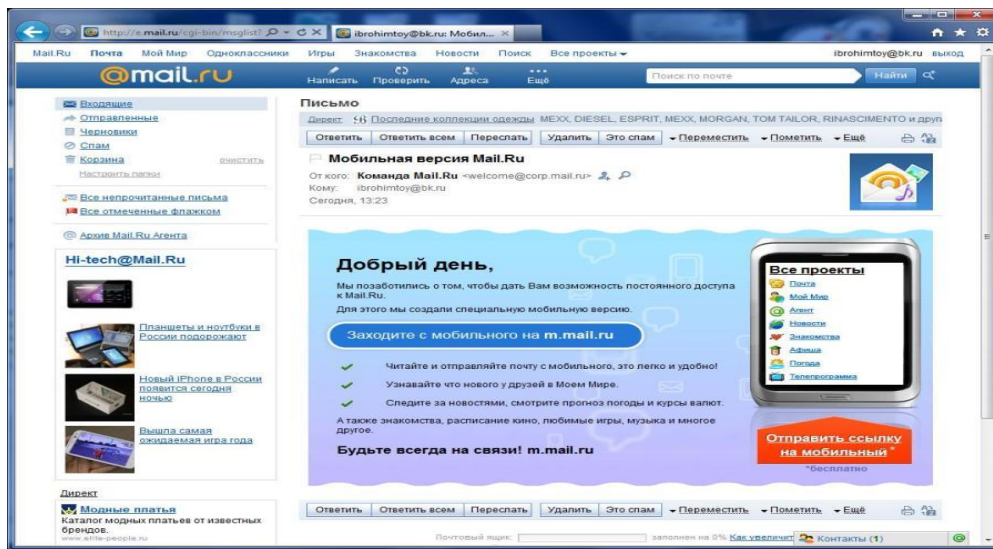 http://e.mail.ru/cgi-bin/msglist?
ibrohimtoy@bk.ru: Мобил...
Mail.Ru Почта Мой Мир Одноклассники Игры Знакомства Новости Поиск Все проекты
ibrohimtoy@bk.ru выход
@mail.ru
Написать Проверить Адреса Ещё
Поиск по почте
Найти
Входящие
Отправленные
Черновики
Спам
Корзина очистить
Настроить папки
Все непрочитанные письма
Все отмеченные флажком
Архив Mail.Ru Агента
Hi-tech@Mail.Ru
Планшеты и ноутбуки в
России подорожают
Новый iPhone в России
появится сегодня
ночью
Вышла самая
ожидаемая игра года
Директ
Модные платья
Каталог модных платьев от известных
брендов.
www.elite-people.ru
Письмо
Директ Последние коллекции одежды MEXX, DIESEL, ESPRIT, MEXX, MORGAN, TOM TAILOR, RINASCIMENTO и друг
Ответить Ответить всем Переслать Удалить Это спам Переместить Пометить Ещё
Мобильная версия Mail.Ru
От кого: Команда Mail.Ru <welcome@corp.mail.ru>
Кому: ibrohimtoy@bk.ru
Сегодня, 13:23
Добрый день,
Мы позаботились о том, чтобы дать Вам возможность постоянного доступа
к Mail.Ru.
Для этого мы создали специальную мобильную версию.
Заходите с мобильного на m.mail.ru
Читайте и отправляйте почту с мобильного, это легко и удобно!
Узнавайте что нового у друзей в Моем Мире.
Следите за новостями, смотрите прогноз погоды и курсы валют.
А также знакомства, расписание кино, любимые игры, музыка и многое
другое.
Будьте всегда на связи! m.mail.ru
Все проекты
Почта
Мой Мир
Агент
Новости
Знакомства
Афиша
Погода
Телепрограмма
Отправить ссылку
на мобильный *
*бесплатно
Ответить Ответить всем Переслать Удалить Это спам Переместить Пометить Ещё
Почтовый ящик: заполнен на 0% Как увеличит
Контакты (1)